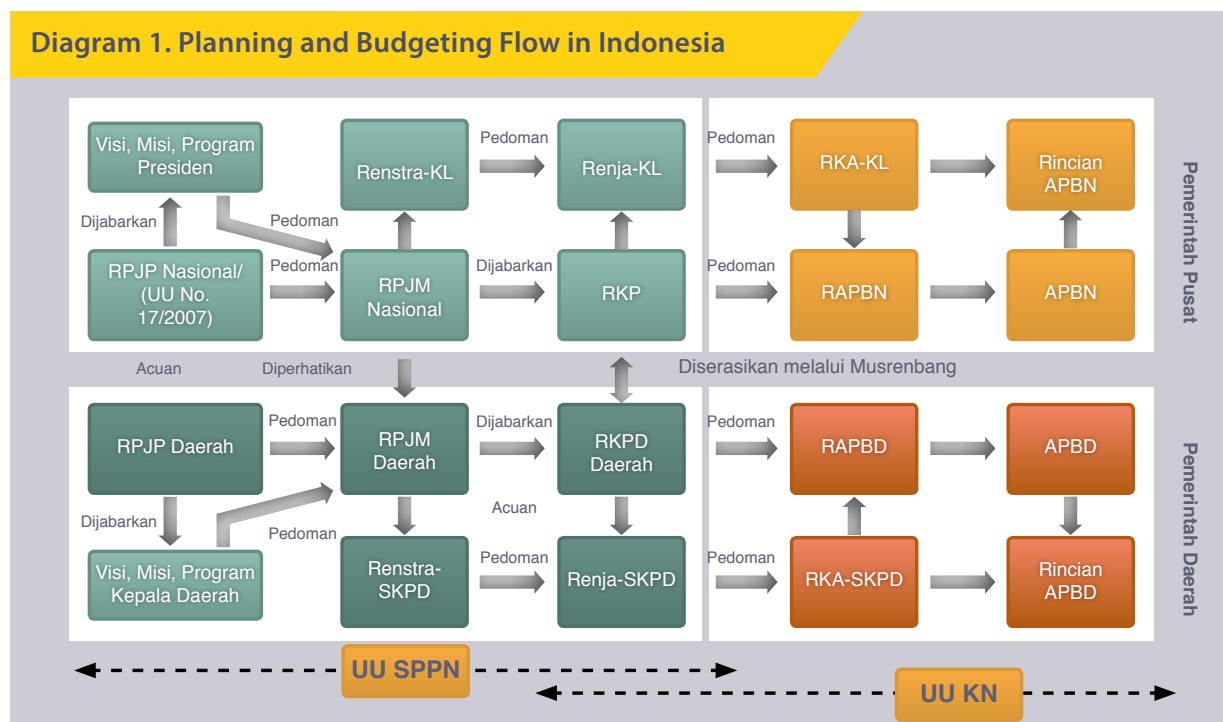 Diagram 1. Planning and Budgeting Flow in Indonesia
Visi, Misi, Program
Presiden
Renstra-KL
Pedoman
Renja-KL
Pedoman
RKA-KL
Rincian
APBN
Dijabarkan
Pedoman
RPJP Nasional/
(UU No.
17/2007)
Pedoman
RPJM
Nasional
Dijabarkan
RKP
Pedoman
RAPBN
APBN
Pemerintah Pusat
Acuan
Diperhatikan
Diserasikan melalui Musrenbang
RPJP Daerah
Pedoman
RPJM
Daerah
Dijabarkan
RKPD
Daerah
Pedoman
RAPBD
APBD
Dijabarkan
Pedoman
Acuan
Visi, Misi, Program
Kepala Daerah
Renstra-
SKPD
Pedoman
Renja-SKPD
Pedoman
RKA-SKPD
Rincian
APBD
Pemerintah Daerah
UU SPPN
UU KN